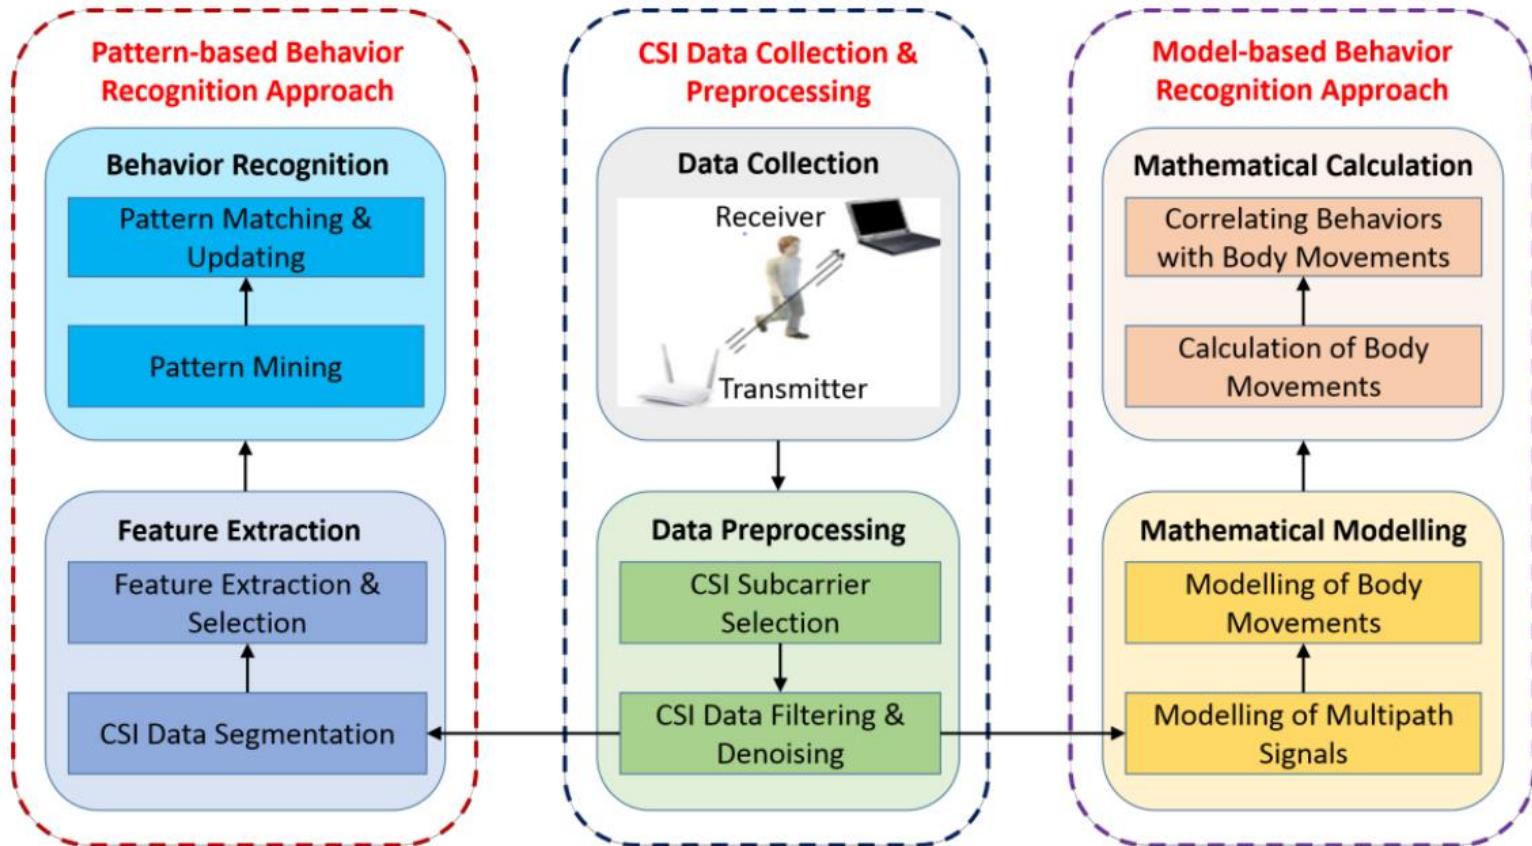 Pattern-based Behavior
Recognition Approach
Behavior Recognition
Pattern Matching &
Updating
Pattern Mining
Feature Extraction
Feature Extraction &
Selection
CSI Data Segmentation
CSI Data Collection &
Preprocessing
Data Collection
Receiver
Transmitter
Data Preprocessing
CSI Subcarrier
Selection
CSI Data Filtering &
Denoising
Model-based Behavior
Recognition Approach
Mathematical Calculation
Correlating Behaviors
with Body Movements
Calculation of Body
Movements
Mathematical Modelling
Modelling of Body
Movements
Modelling of Multipath
Signals